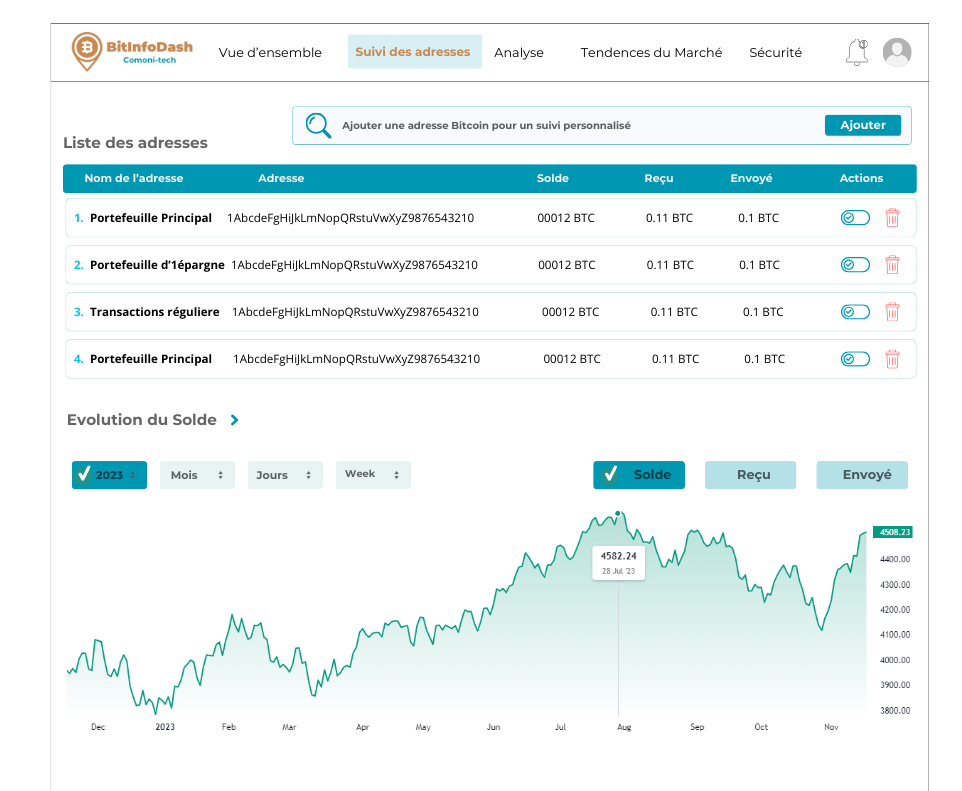 BitInfoDash
Comoni-tech
Vue d'ensemble Suivi des adresses Analyse Tendences du Marché Sécurité
Ajouter une adresse Bitcoin pour un suivi personnalisé Ajouter
Liste des adresses
Nom de l'adresse Adresse Solde Reçu Envoyé Actions
1. Portefeuille Principal 1AbcdeFgHiJkLmNopQRstuVwXyZ9876543210 00012 BTC 0.11 BTC 0.1 BTC
2. Portefeuille d'1épargne 1AbcdeFgHiJkLmNopQRstuVwXyZ9876543210 00012 BTC 0.11 BTC 0.1 BTC
3. Transactions réguliere 1AbcdeFgHiJkLmNopQRstuVwXyZ9876543210 00012 BTC 0.11 BTC 0.1 BTC
4. Portefeuille Principal 1AbcdeFgHiJkLmNopQRstuVwXyZ9876543210 00012 BTC 0.11 BTC 0.1 BTC
Evolution du Solde
2023 Mois Jours Week Solde Reçu Envoyé
4508.23
4582.24
28 Jul '23
4400.00
4300.00
4200.00
4100.00
4000.00
3900.00
3800.00
Dec 2023 Feb Mar Apr May Jun Jul Aug Sep Oct Nov